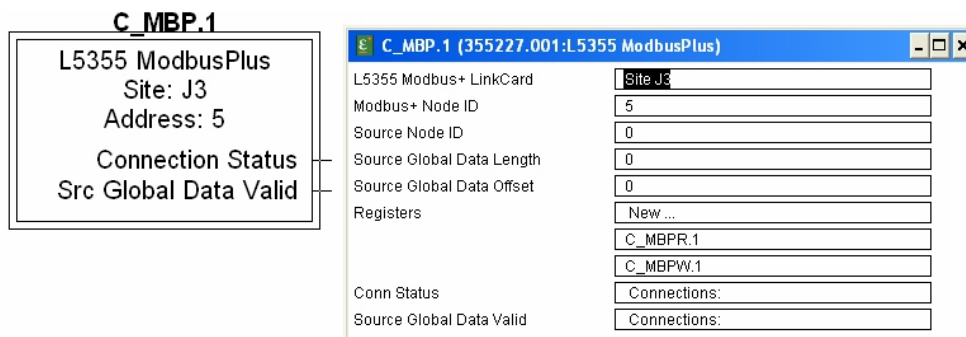 C_MBP.1
L5355 ModbusPlus
Site: J3
Address: 5
Connection Status
Src Global Data Valid
C_MBP.1 (355227.001:L5355 ModbusPlus)
L5355 Modbus+ LinkCard Site J3
Modbus+ Node ID 5
Source Node ID 0
Source Global Data Length 0
Source Global Data Offset 0
Registers New ...
C_MBPR.1
C_MBPW.1
Conn Status Connections:
Source Global Data Valid Connections: